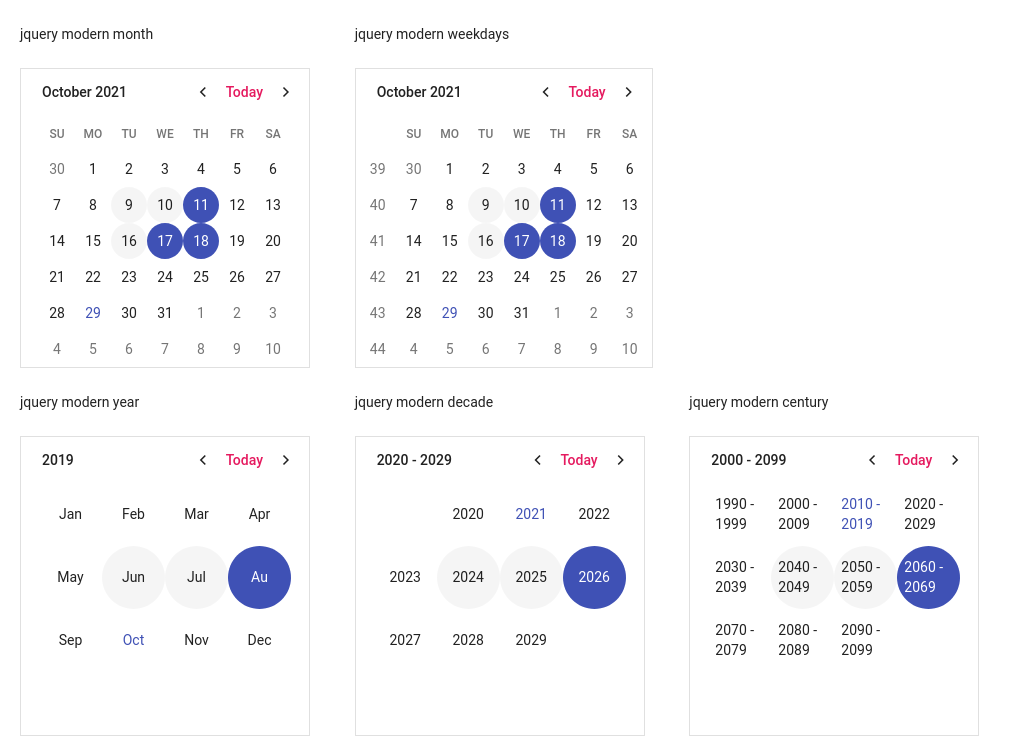 jquery modern month
October 2021 Today
SU MO TU WE TH FR SA
30 1 2 3 4 5 6
7 8 9 10 11 12 13
14 15 16 17 18 19 20
21 22 23 24 25 26 27
28 29 30 31 1 2 3
4 5 6 7 8 9 10
jquery modern weekdays
October 2021 Today
SU MO TU WE TH FR SA
39 30 1 2 3 4 5 6
40 7 8 9 10 11 12 13
41 14 15 16 17 18 19 20
42 21 22 23 24 25 26 27
43 28 29 30 31 1 2 3
44 4 5 6 7 8 9 10
jquery modern year
2019 Today
Jan Feb Mar Apr
May Jun Jul Au
Sep Oct Nov Dec
jquery modern decade
2020 - 2029 Today
2020 2021 2022
2023 2024 2025 2026
2027 2028 2029
jquery modern century
2000 - 2099 Today
1990 - 2000 - 2010 - 2020 -
1999 2009 2019 2029
2030 - 2040 - 2050 - 2060 -
2039 2049 2059 2069
2070 - 2080 - 2090 -
2079 2089 2099